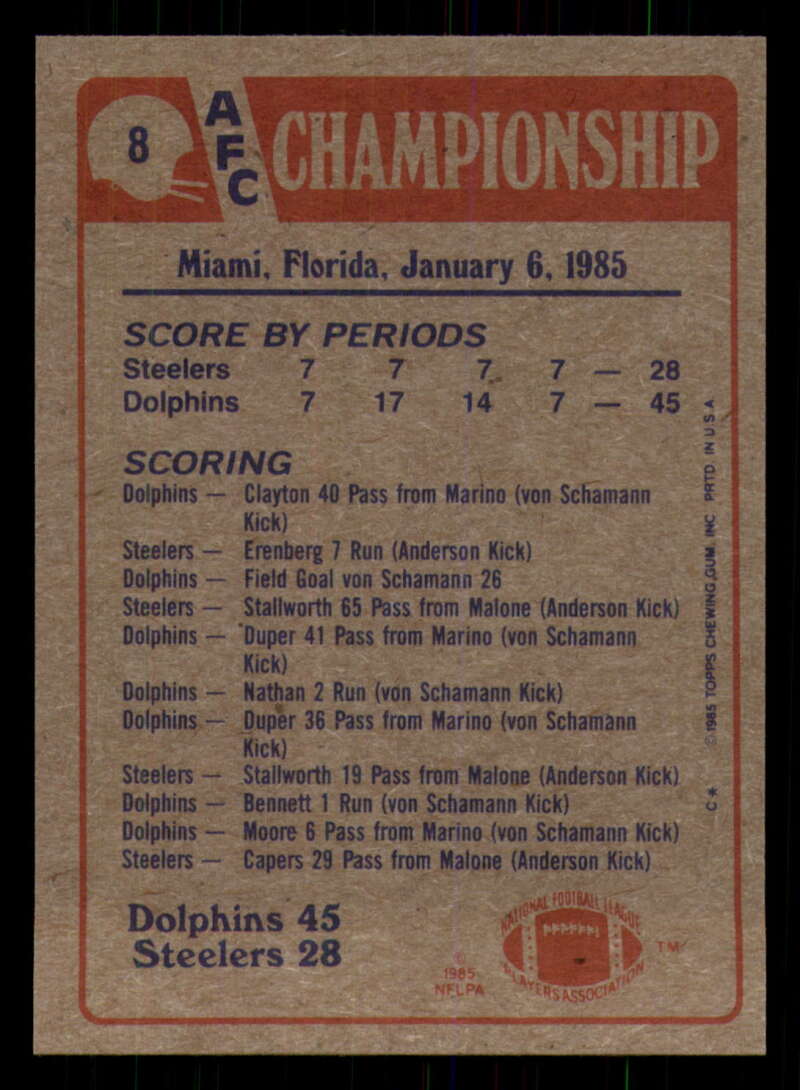 8
AFC CHAMPIONSHIP
Miami, Florida, January 6, 1985
SCORE BY PERIODS
Steelers 7 7 7 7 — 28
Dolphins 7 17 14 7 — 45
SCORING
Dolphins — Clayton 40 Pass from Marino (von Schamann
Kick)
Steelers — Erenberg 7 Run (Anderson Kick)
Dolphins — Field Goal von Schamann 26
Steelers — Stallworth 65 Pass from Malone (Anderson Kick)
Dolphins — Duper 41 Pass from Marino (von Schamann
Kick)
Dolphins — Nathan 2 Run (von Schamann Kick)
Dolphins — Duper 36 Pass from Marino (von Schamann
Kick)
Steelers — Stallworth 19 Pass from Malone (Anderson Kick)
Dolphins — Bennett 1 Run (von Schamann Kick)
Dolphins — Moore 6 Pass from Marino (von Schamann Kick)
Steelers — Capers 29 Pass from Malone (Anderson Kick)
Dolphins 45
Steelers 28
©
1985
NFLPA
NATIONAL FOOTBALL LEAGUE
PLAYERS ASSOCIATION
TM
C* ©1985 TOPPS CHEWING GUM, INC. PRTD. IN U.S.A.